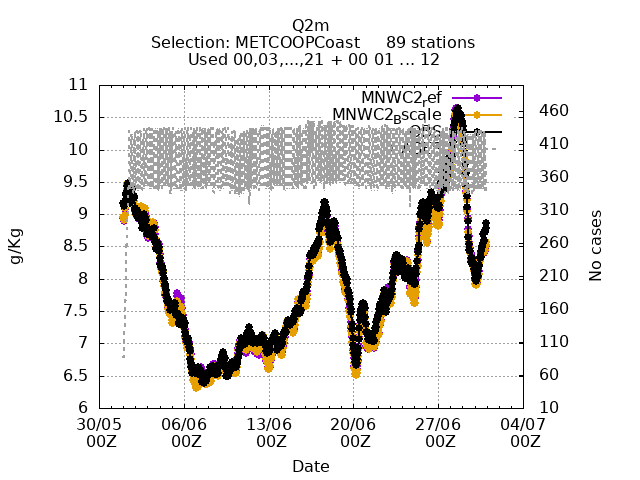 Q2m
Selection: METCOOPCoast 89 stations
Used 00,03,...,21 + 00 01 ... 12
MNWC2ref
MNWC2Bscale
OBS
11
10.5
10
9.5
9
8.5
8
7.5
7
6.5
6
460
410
360
310
260
210
160
110
60
10
g/Kg
No cases
30/05 06/06 13/06 20/06 27/06 04/07
00Z 00Z 00Z 00Z 00Z 00Z
Date